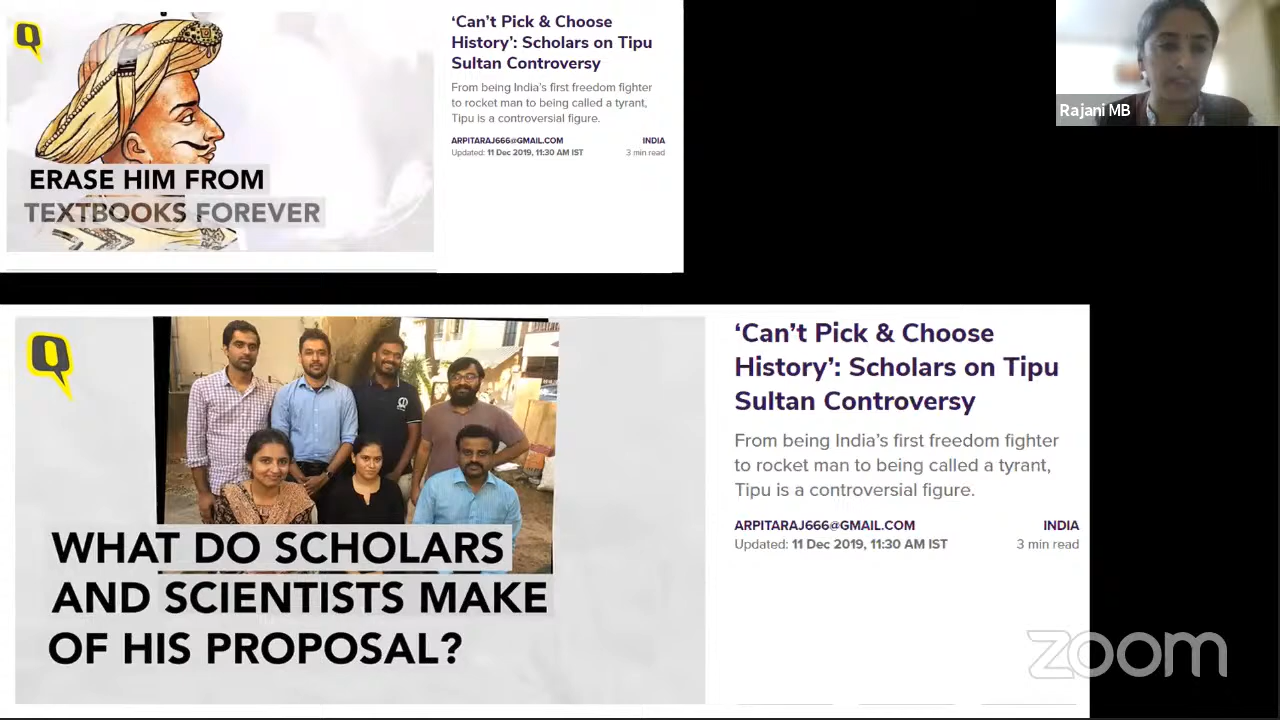 ‘Can’t Pick & Choose
History’: Scholars on Tipu
Sultan Controversy
From being India’s first freedom fighter
to rocket man to being called a tyrant,
Tipu is a controversial figure.
ARPITARAJ666@GMAIL.COM INDIA
Updated: 11 Dec 2019, 11:30 AM IST 3 min read
Q
ERASE HIM FROM
TEXTBOOKS FOREVER
Rajani MB
Q
WHAT DO SCHOLARS
AND SCIENTISTS MAKE
OF HIS PROPOSAL?
‘Can’t Pick & Choose
History’: Scholars on Tipu
Sultan Controversy
From being India’s first freedom fighter
to rocket man to being called a tyrant,
Tipu is a controversial figure.
ARPITARAJ666@GMAIL.COM INDIA
Updated: 11 Dec 2019, 11:30 AM IST 3 min read
zoom